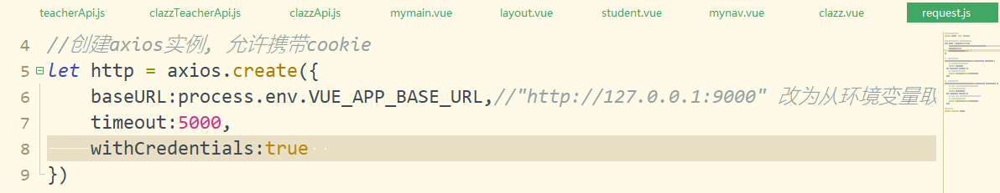 teacherApi.js clazzTeacherApi.js clazzApi.js mymain.vue layout.vue student.vue mynav.vue clazz.vue request.js
4 //创建axios实例, 允许携带cookie
5 let http = axios.create({
6 baseURL:process.env.VUE_APP_BASE_URL,//"http://127.0.0.1:9000" 改为从环境变量取
7 timeout:5000,
8 withCredentials:true
9 })